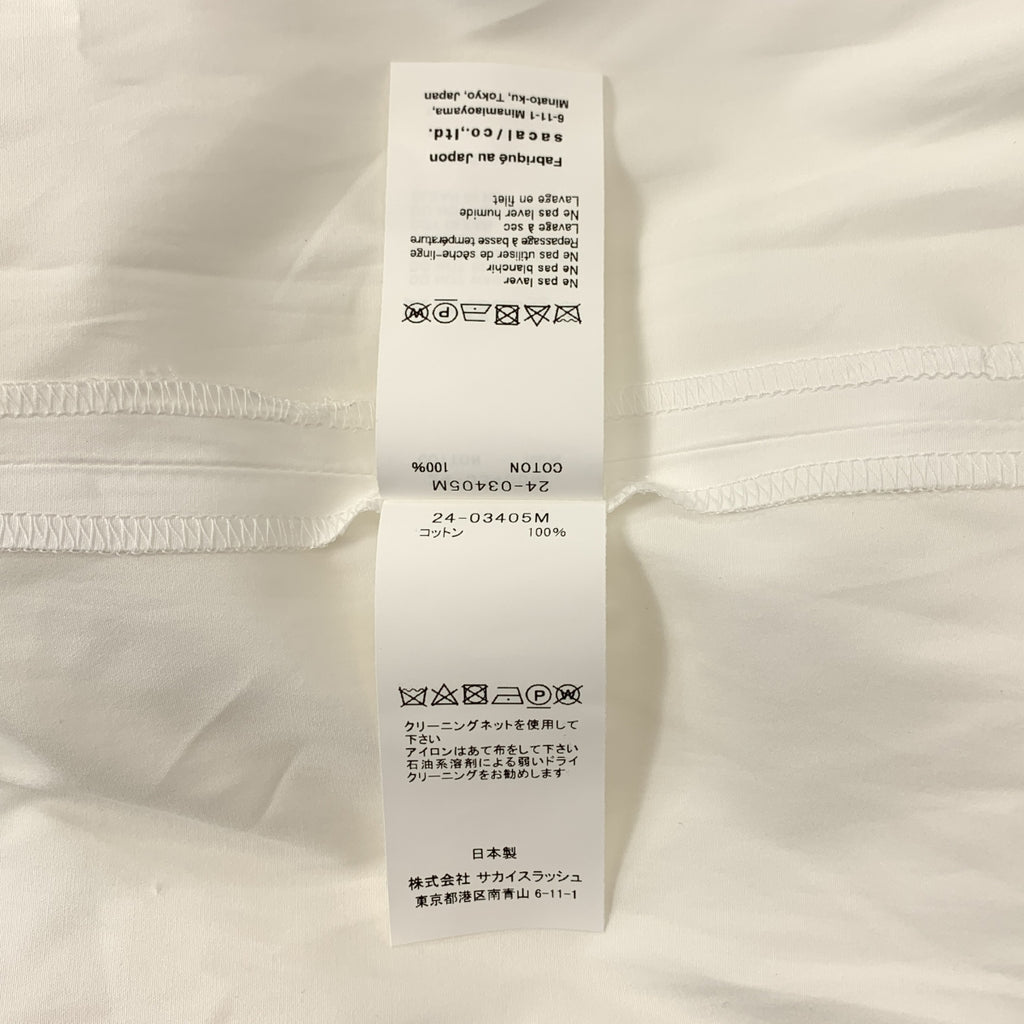 Minato-ku, Tokyo, Japan
6-11-1 Minamiaoyama,
sacai/co.,ltd.
Fabriqué au Japon
Lavage en filet
Ne pas laver humide
Lavage à sec
Repassage à basse température
Ne pas utiliser de sèche-linge
Ne pas blanchir
Ne pas laver
COTON 100%
24-03405M
24-03405M
コットン 100%
クリーニングネットを使用して
下さい
アイロンはあて布をして下さい
石油系溶剤による弱いドライ
クリーニングをお勧めします
日本製
株式会社 サカイスラッシュ
東京都港区南青山 6-11-1